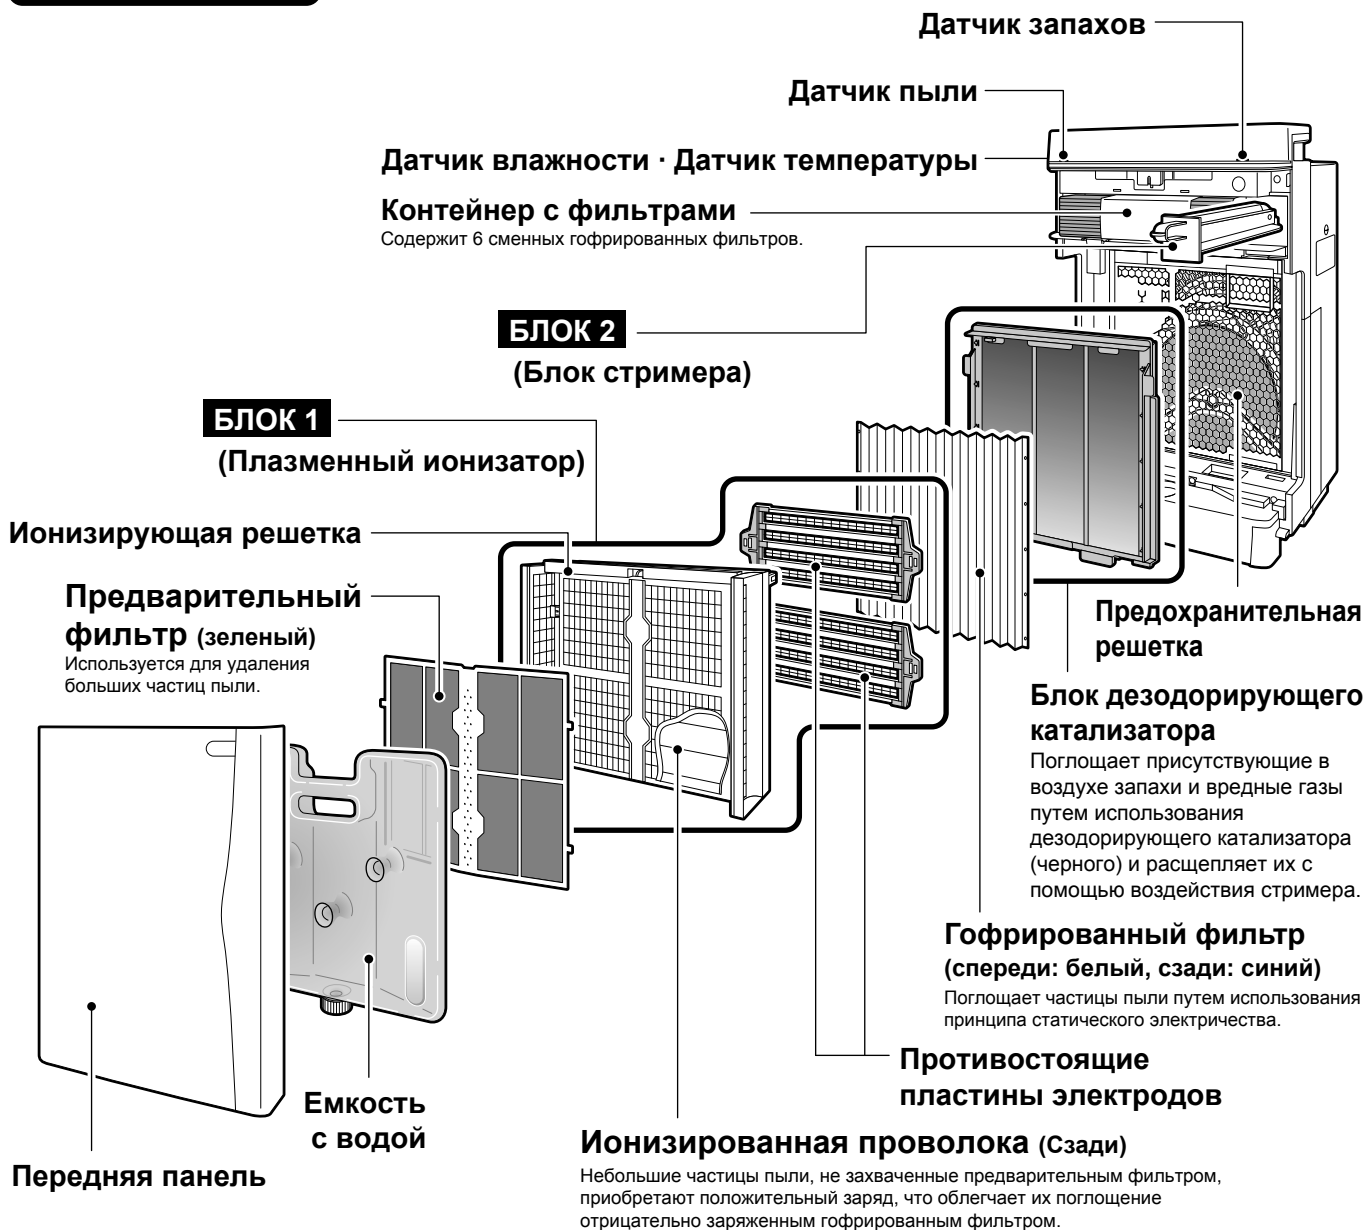 Датчик запахов
Датчик пыли
Датчик влажности · Датчик температуры
Контейнер с фильтрами
Содержит 6 сменных гофрированных фильтров.
БЛОК 2
(Блок стримера)
БЛОК 1
(Плазменный ионизатор)
Ионизирующая решетка
Предварительный
фильтр (зеленый)
Используется для удаления
больших частиц пыли.
Предохранительная
решетка
Блок дезодорирующего
катализатора
Поглощает присутствующие в
воздухе запахи и вредные газы
путем использования
дезодорирующего катализатора
(черного) и расщепляет их с
помощью воздействия стримера.
Гофрированный фильтр
(спереди: белый, сзади: синий)
Поглощает частицы пыли путем использования
принципа статического электричества.
Противостоящие
пластины электродов
Емкость
с водой
Ионизированная проволока (Сзади)
Небольшие частицы пыли, не захваченные предварительным фильтром,
приобретают положительный заряд, что облегчает их поглощение
отрицательно заряженным гофрированным фильтром.
Передняя панель